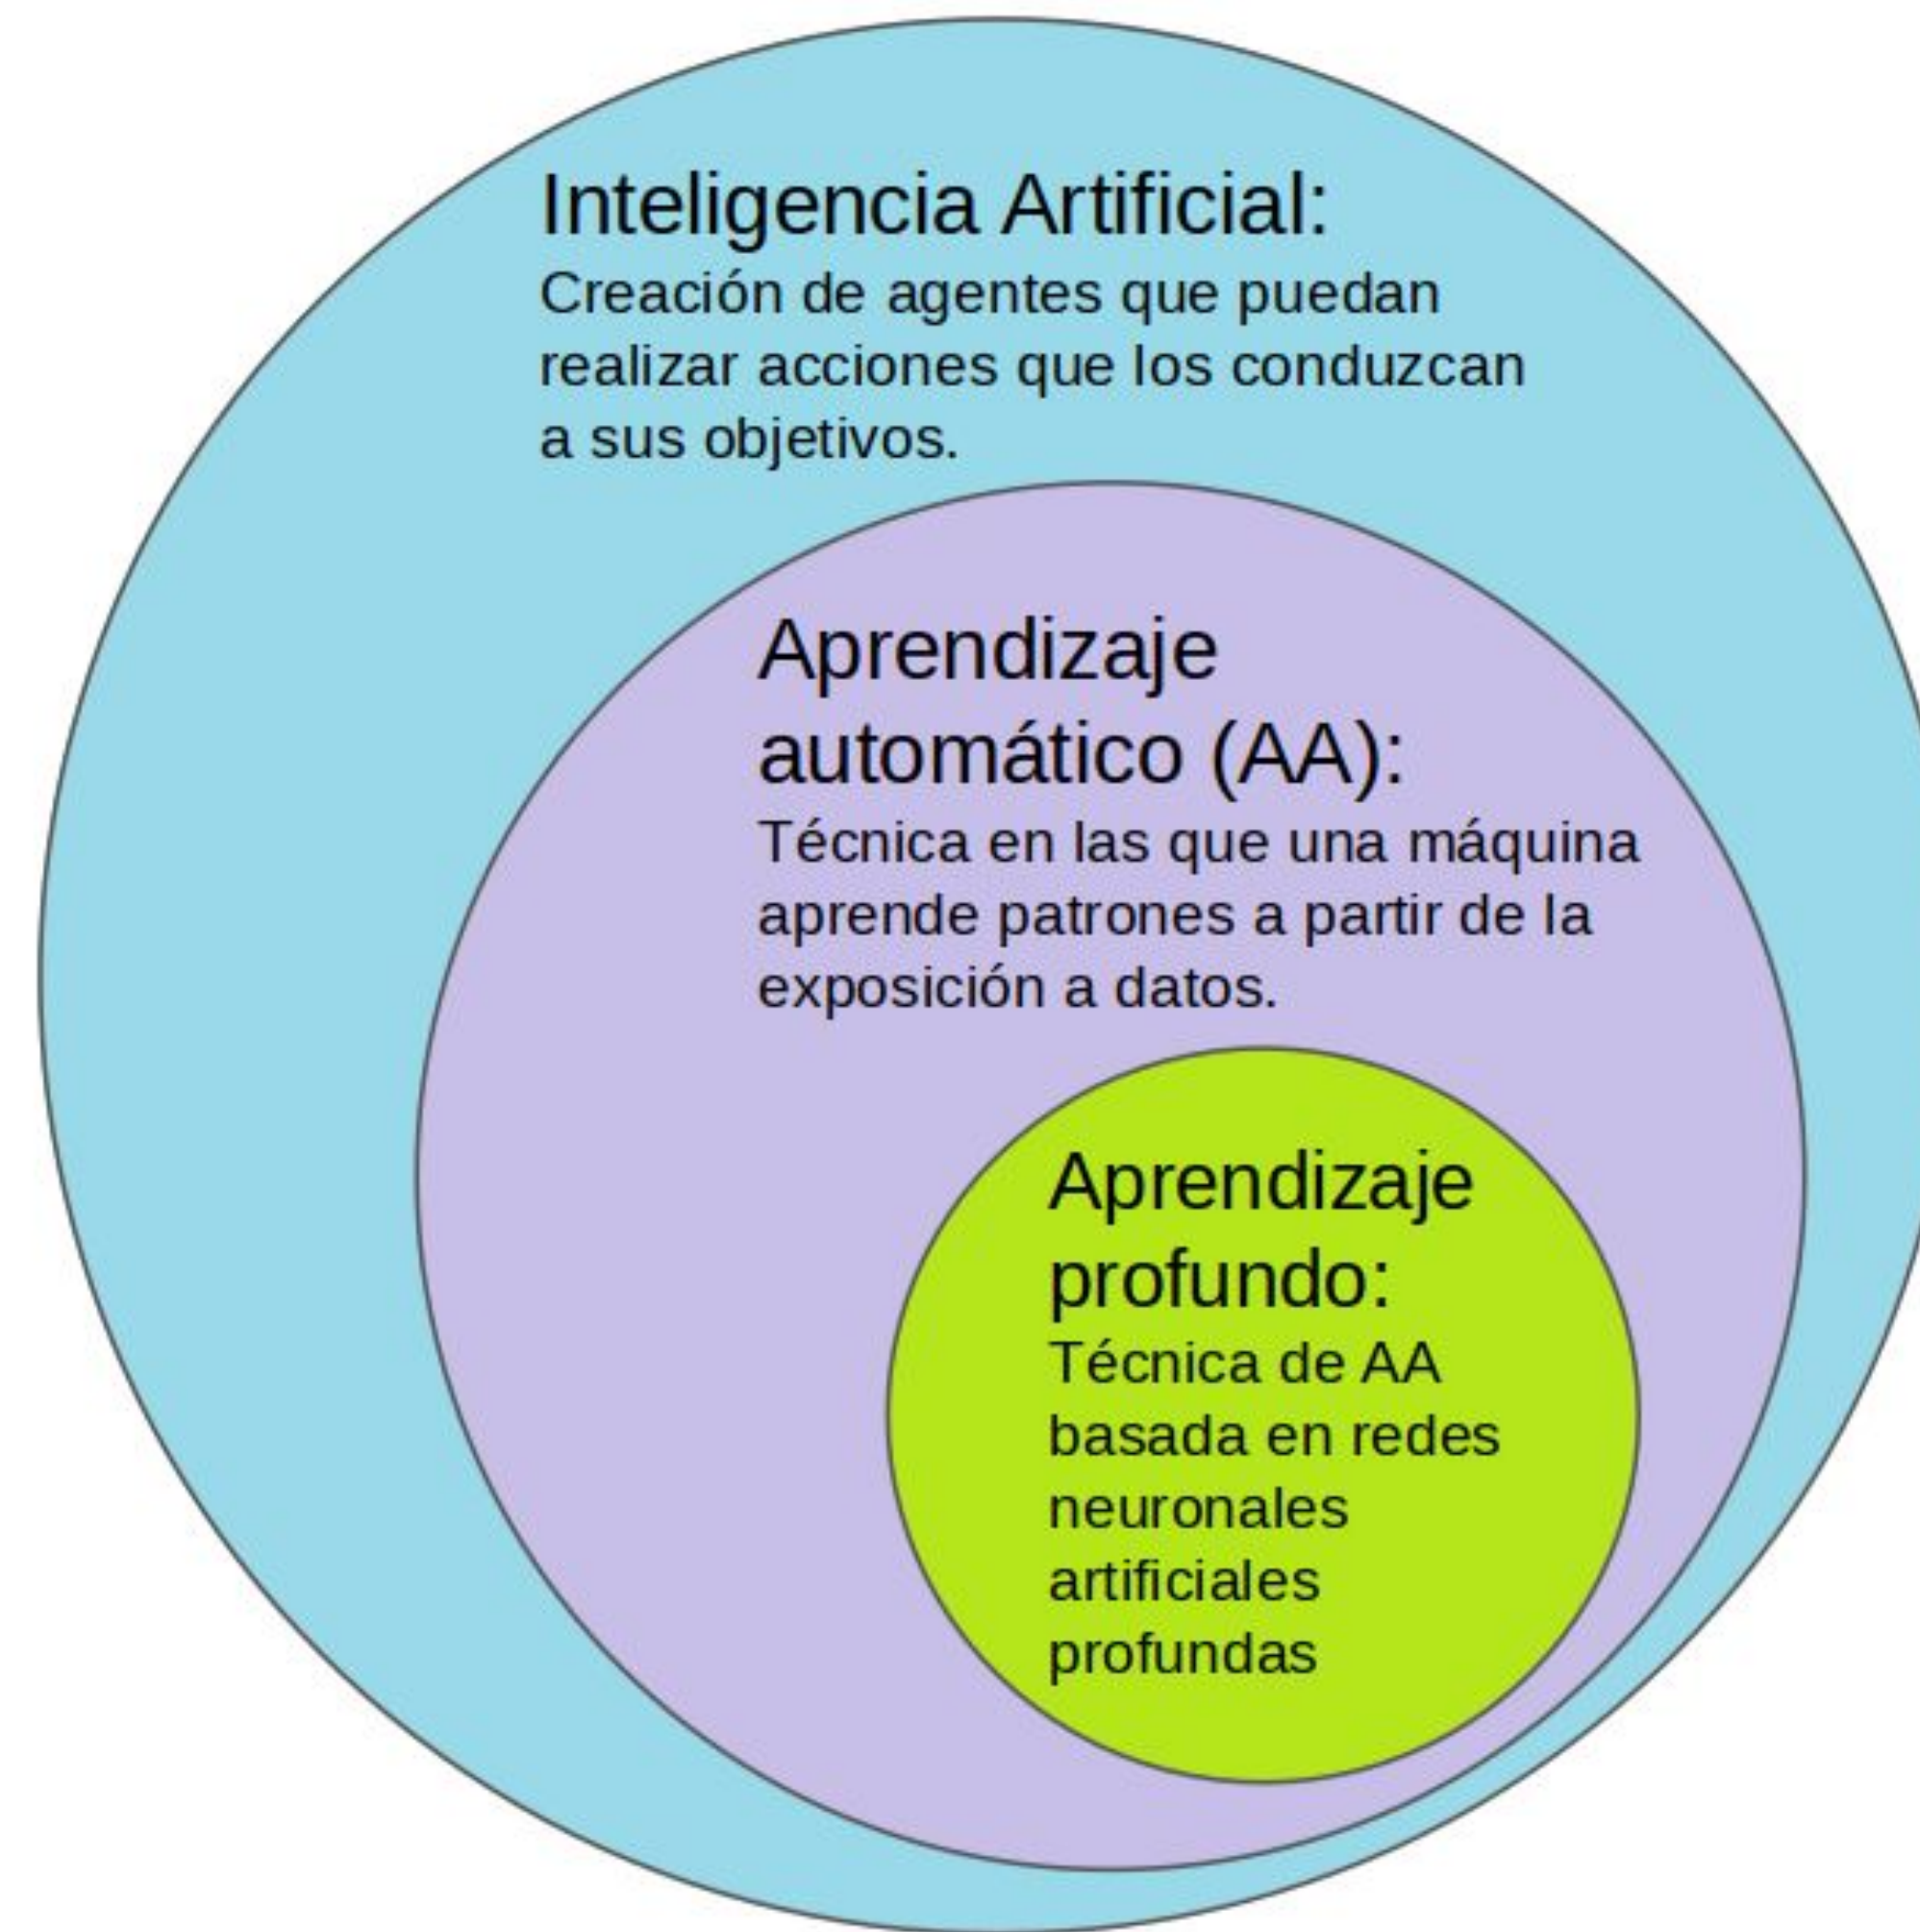 Inteligencia Artificial:
Creación de agentes que puedan
realizar acciones que los conduzcan
a sus objetivos.
Aprendizaje
automático (AA):
Técnica en las que una máquina
aprende patrones a partir de la
exposición a datos.
Aprendizaje
profundo:
Técnica de AA
basada en redes
neuronales
artificiales
profundas